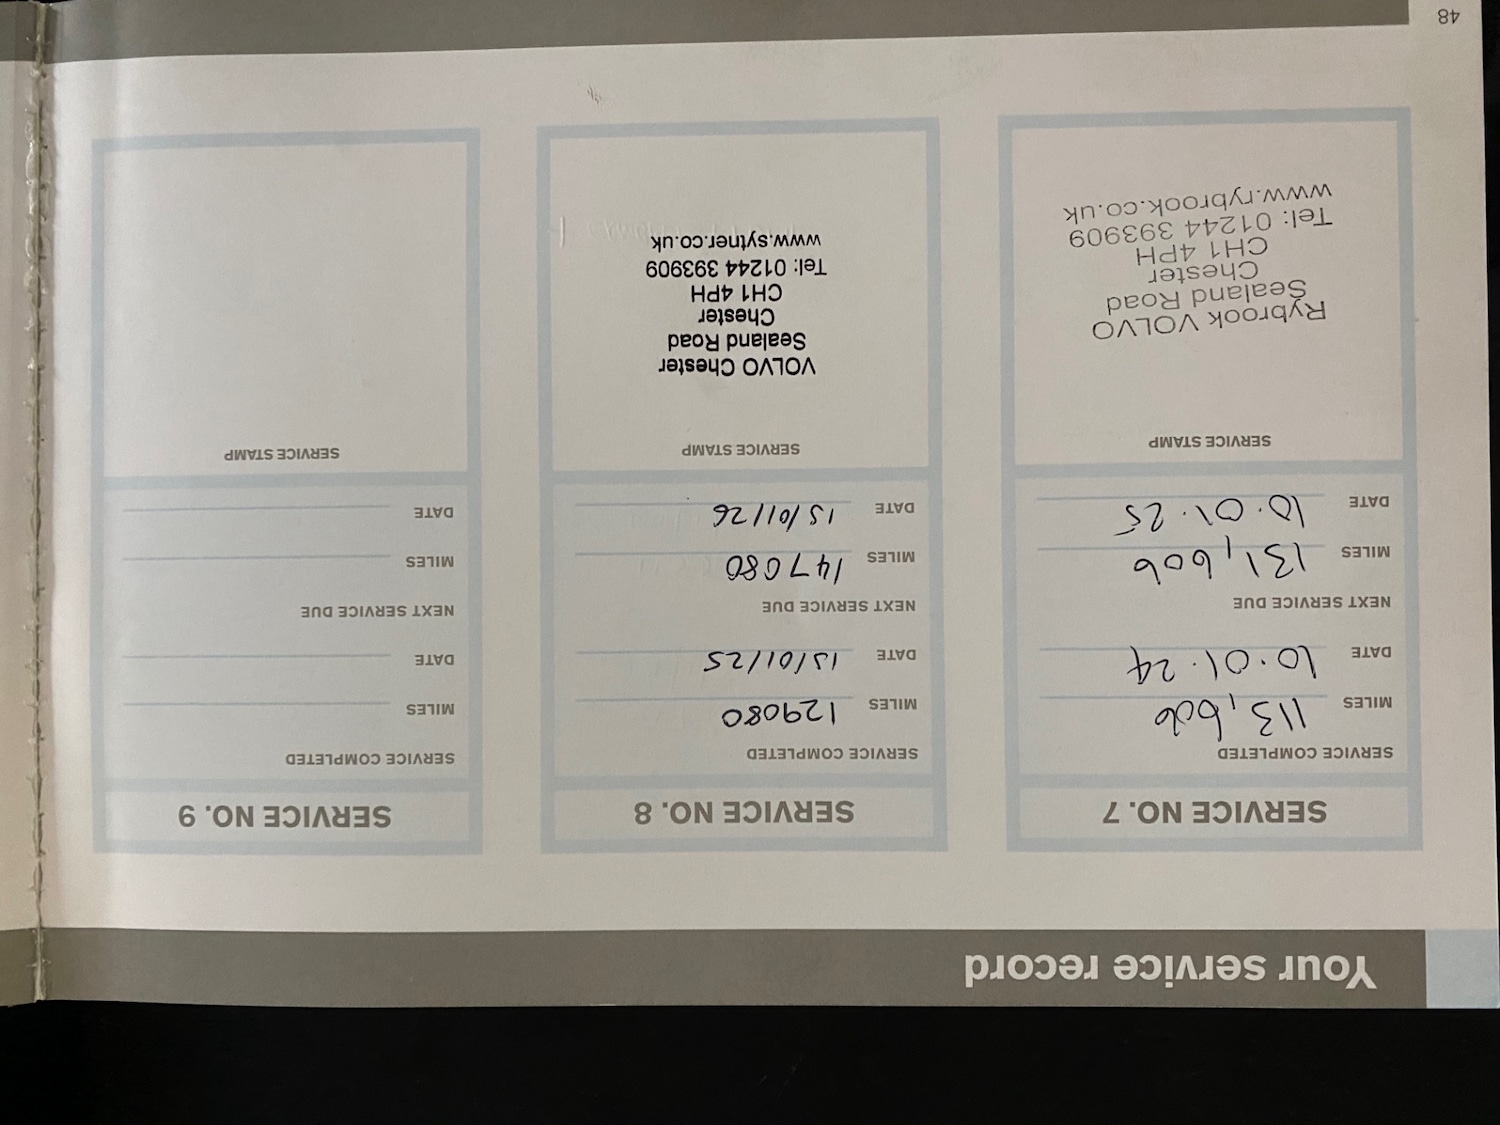 Your service record
SERVICE NO. 7
SERVICE COMPLETED
MILES 113,606
DATE 10.01.24
NEXT SERVICE DUE
MILES 131,606
DATE 10.01.25
SERVICE STAMP
Rybrook VOLVO
Sealand Road
Chester
CH1 4PH
Tel: 01244 393909
www.rybrook.co.uk
SERVICE NO. 8
SERVICE COMPLETED
MILES 129080
DATE 15/01/25
NEXT SERVICE DUE
MILES 147080
DATE 15/01/26
SERVICE STAMP
VOLVO Chester
Sealand Road
Chester
CH1 4PH
Tel: 01244 393909
www.sytner.co.uk
SERVICE NO. 9
SERVICE COMPLETED
MILES
DATE
NEXT SERVICE DUE
MILES
DATE
SERVICE STAMP
48